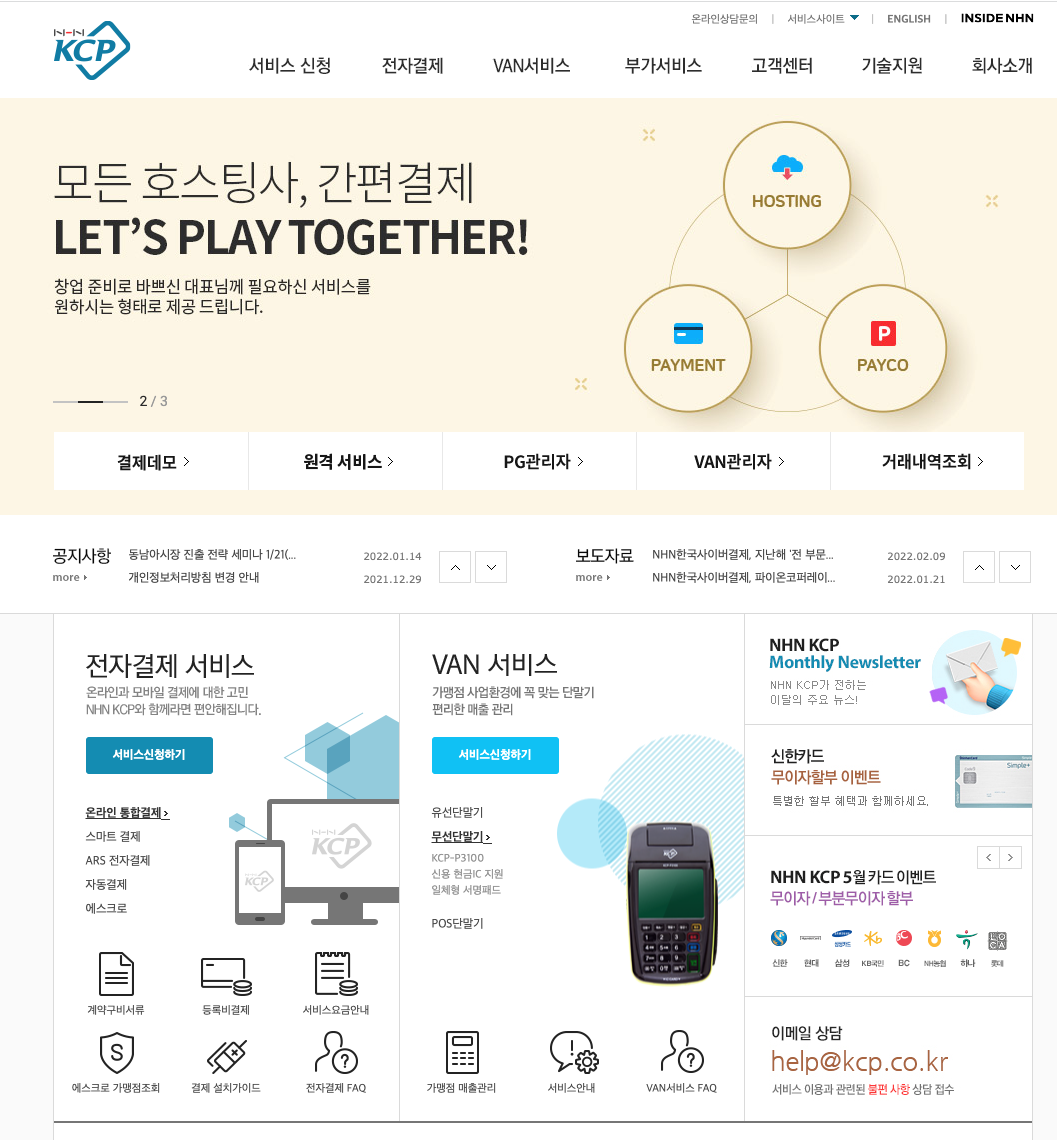 온라인상담문의
서비스사이트
ENGLISH
INSIDE NHN
NHN
KCP
서비스 신청
전자결제
VAN서비스
부가서비스
고객센터
기술지원
회사소개
모든 호스팅사, 간편결제
LET'S PLAY TOGETHER!
창업 준비로 바쁘신 대표님께 필요하신 서비스를
원하시는 형태로 제공 드립니다.
HOSTING
PAYMENT
P
PAYCO
2 / 3
결제데모
원격 서비스
PG관리자
VAN관리자
거래내역조회
공지사항
more
동남아시장 진출 전략 세미나 1/21(...
2022.01.14
개인정보처리방침 변경 안내
2021.12.29
보도자료
more
NHN한국사이버결제, 지난해 '전 부문...
2022.02.09
NHN한국사이버결제, 파이온코퍼레이...
2022.01.21
전자결제 서비스
온라인과 모바일 결제에 대한 고민
NHN KCP와 함께라면 편안해집니다.
서비스신청하기
온라인 통합결제
스마트 결제
ARS 전자결제
자동결제
에스크로
NHN
KCP
KCP
계약구비서류
등록비결제
서비스요금안내
S
에스크로 가맹점조회
결제 설치가이드
?
전자결제 FAQ
VAN 서비스
가맹점 사업환경에 꼭 맞는 단말기
편리한 매출 관리
서비스신청하기
유선단말기
무선단말기
KCP-P3100
신용 현금IC 지원
일체형 서명패드
POS단말기
가맹점 매출관리
!
서비스안내
?
VAN서비스 FAQ
NHN KCP
Monthly Newsletter
NHN KCP가 전하는
이달의 주요 뉴스!
신한카드
무이자할부 이벤트
특별한 할부 혜택과 함께하세요.
Simple+
NHN KCP 5월 카드 이벤트
무이자 / 부분무이자 할부
신한
현대
삼성
KB국민
BC
NH농협
하나
롯데
LOCA
이메일 상담
help@kcp.co.kr
서비스 이용과 관련된 불편 사항 상담 접수